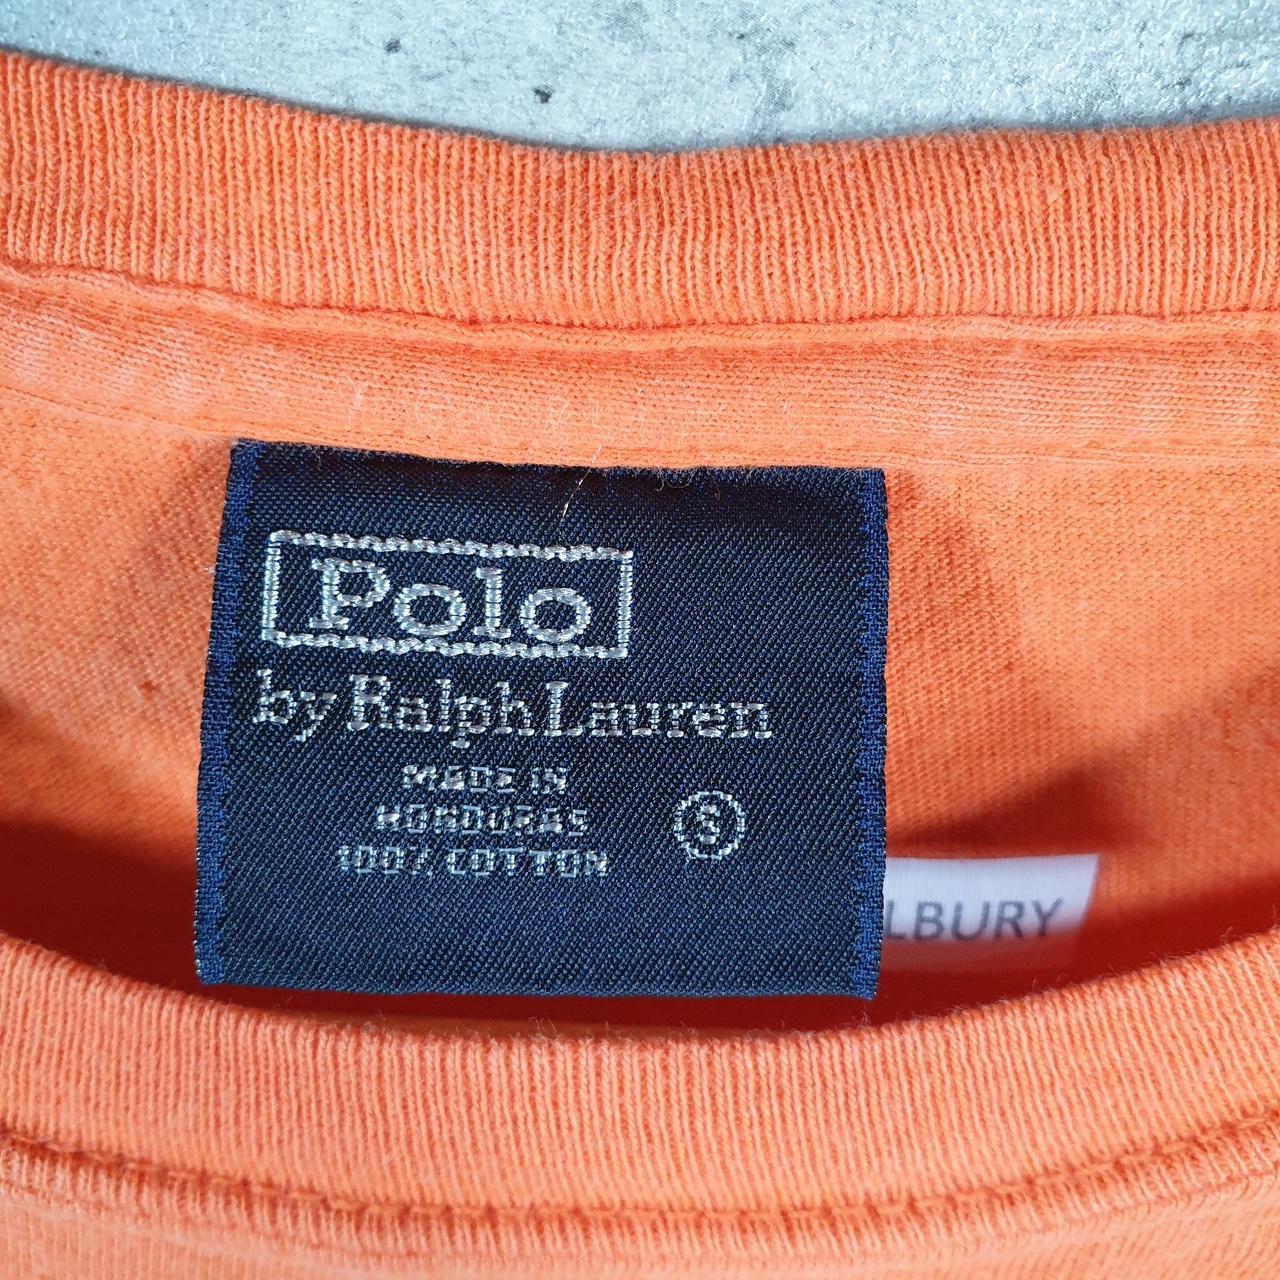 Polo
by Ralph Lauren
MADE IN
HONDURAS
100% COTTON
S
LBURY